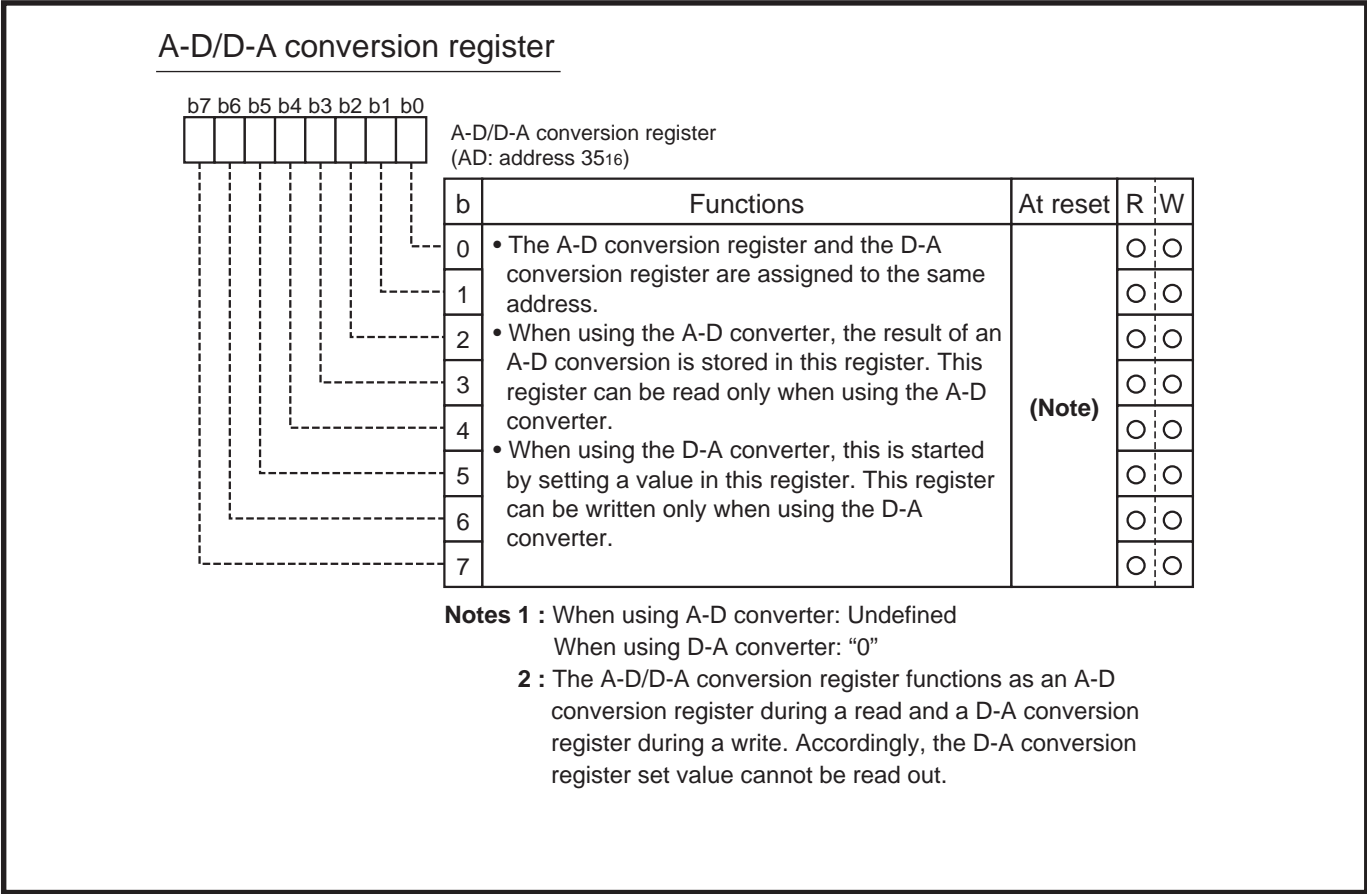 A-D/D-A conversion register
b7 b6 b5 b4 b3 b2 b1 b0
A-D/D-A conversion register
(AD: address 3516)
b Functions At reset R W
0
1
2
3
4
5
6
7
• The A-D conversion register and the D-A
conversion register are assigned to the same
address.
• When using the A-D converter, the result of an
A-D conversion is stored in this register. This
register can be read only when using the A-D
converter.
• When using the D-A converter, this is started
by setting a value in this register. This register
can be written only when using the D-A
converter.
(Note)
Notes 1 : When using A-D converter: Undefined
When using D-A converter: “0”
2 : The A-D/D-A conversion register functions as an A-D
conversion register during a read and a D-A conversion
register during a write. Accordingly, the D-A conversion
register set value cannot be read out.